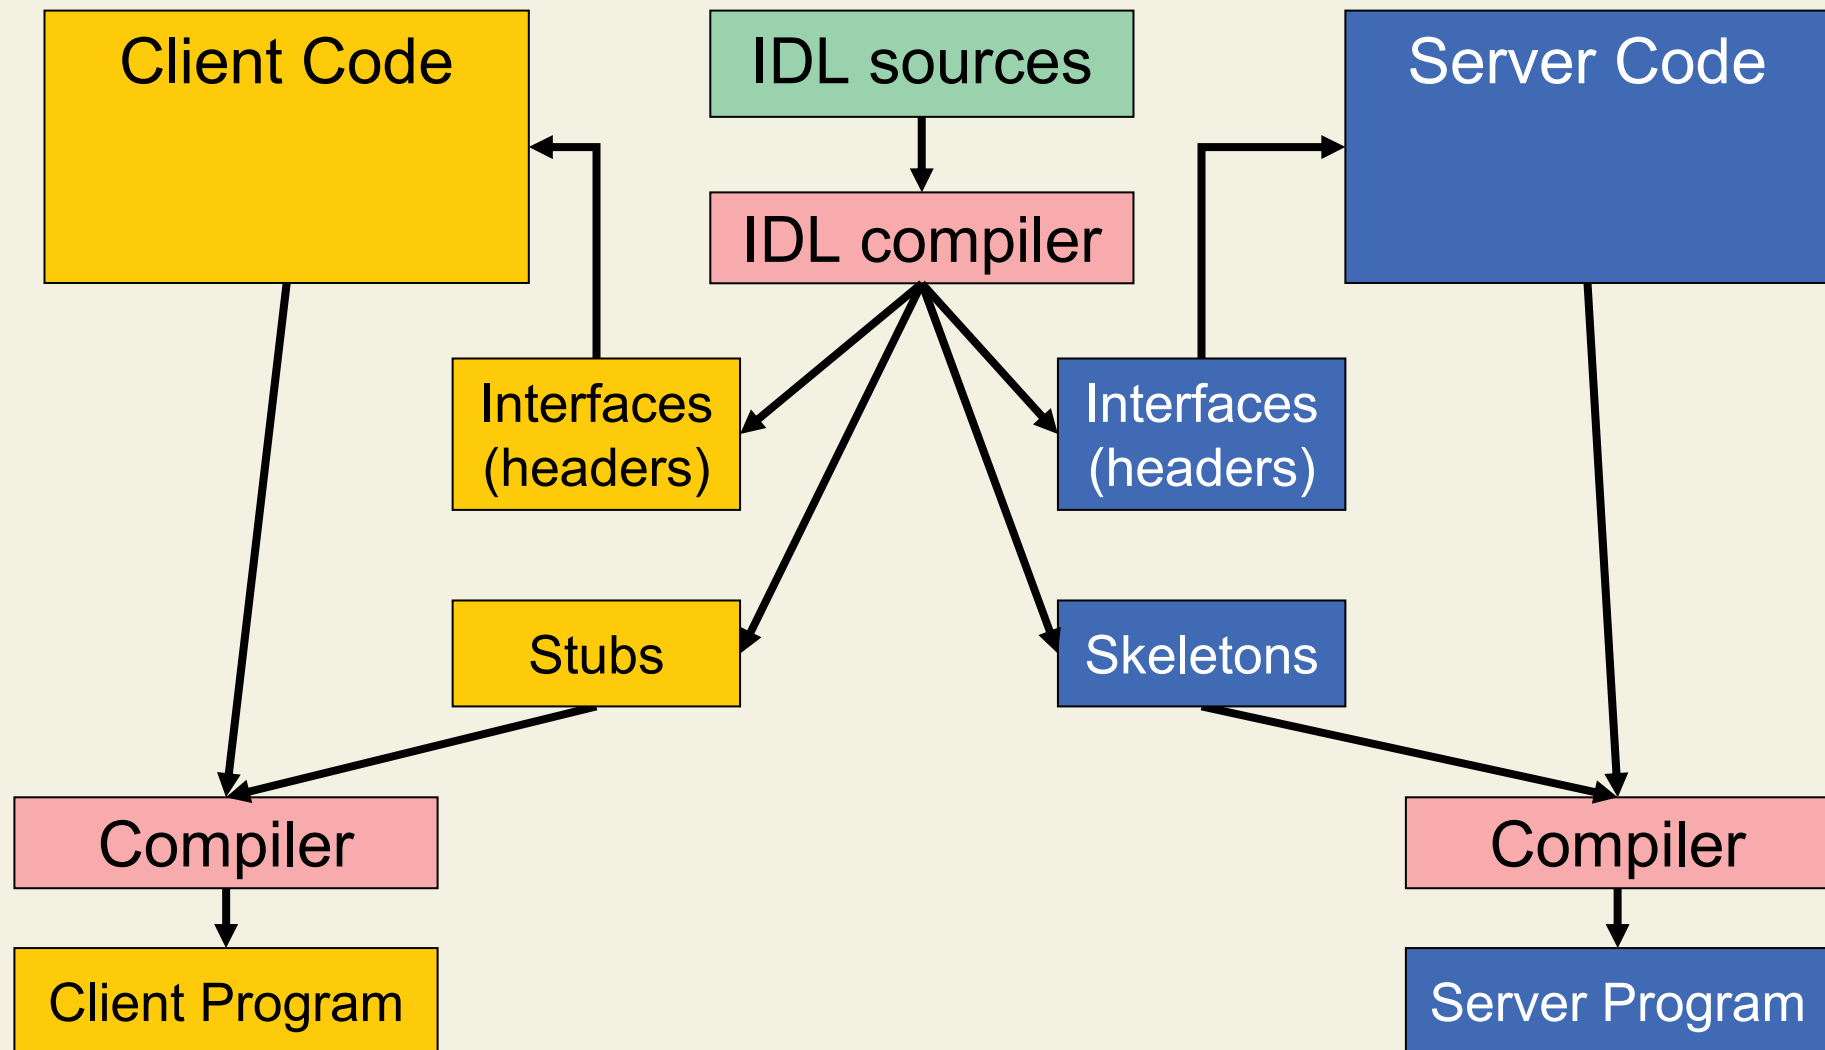 Client Code
IDL sources
Server Code
IDL compiler
Interfaces
(headers)
Interfaces
(headers)
Stubs
Skeletons
Compiler
Compiler
Client Program
Server Program